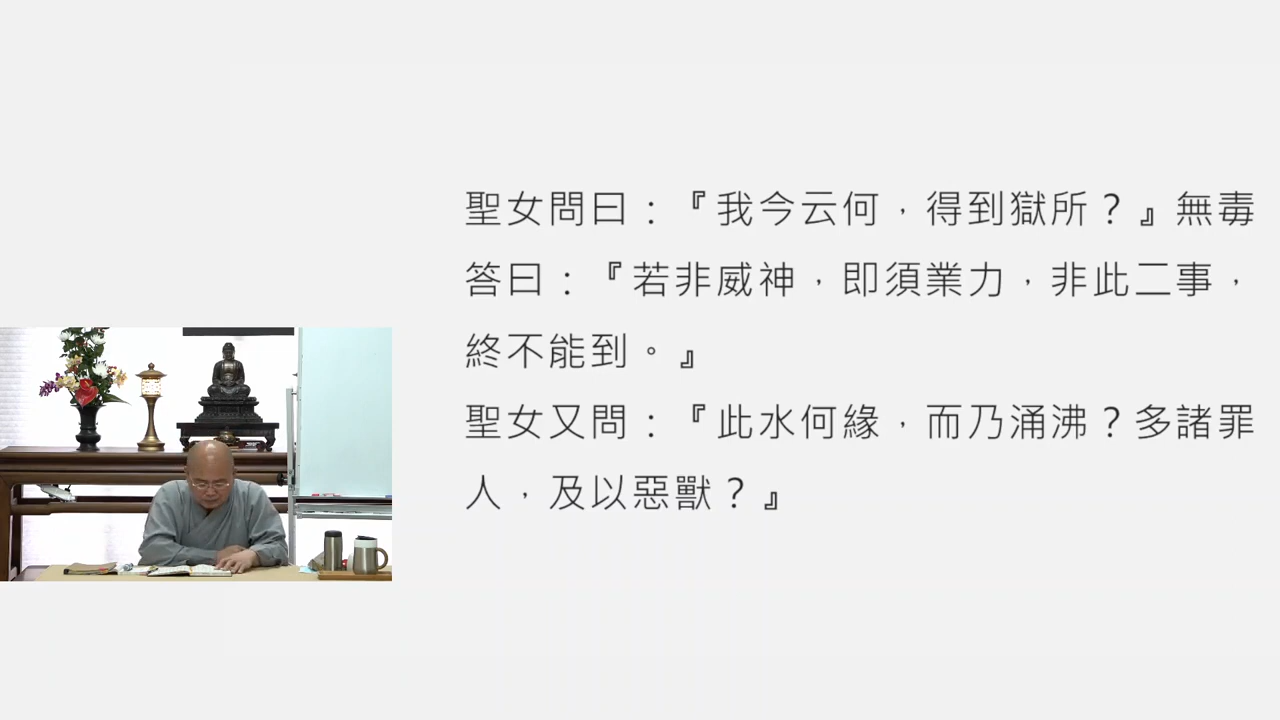 聖女問曰：『我今云何，得到獄所？』無毒
答曰：『若非威神，即須業力，非此二事，
終不能到。』
聖女又問：『此水何緣，而乃涌沸？多諸罪
人，及以惡獸？』